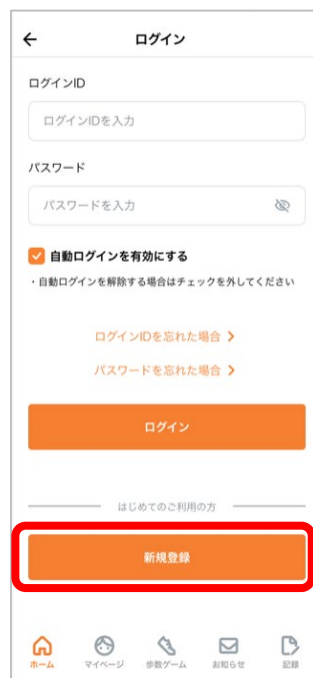 ログイン
ログインID
ログインIDを入力
パスワード
パスワードを入力
自動ログインを有効にする
・自動ログインを解除する場合はチェックを外してください
ログインIDを忘れた場合
パスワードを忘れた場合
ログイン
はじめてのご利用の方
新規登録
ホーム マイページ 歩数ゲーム お知らせ 記録